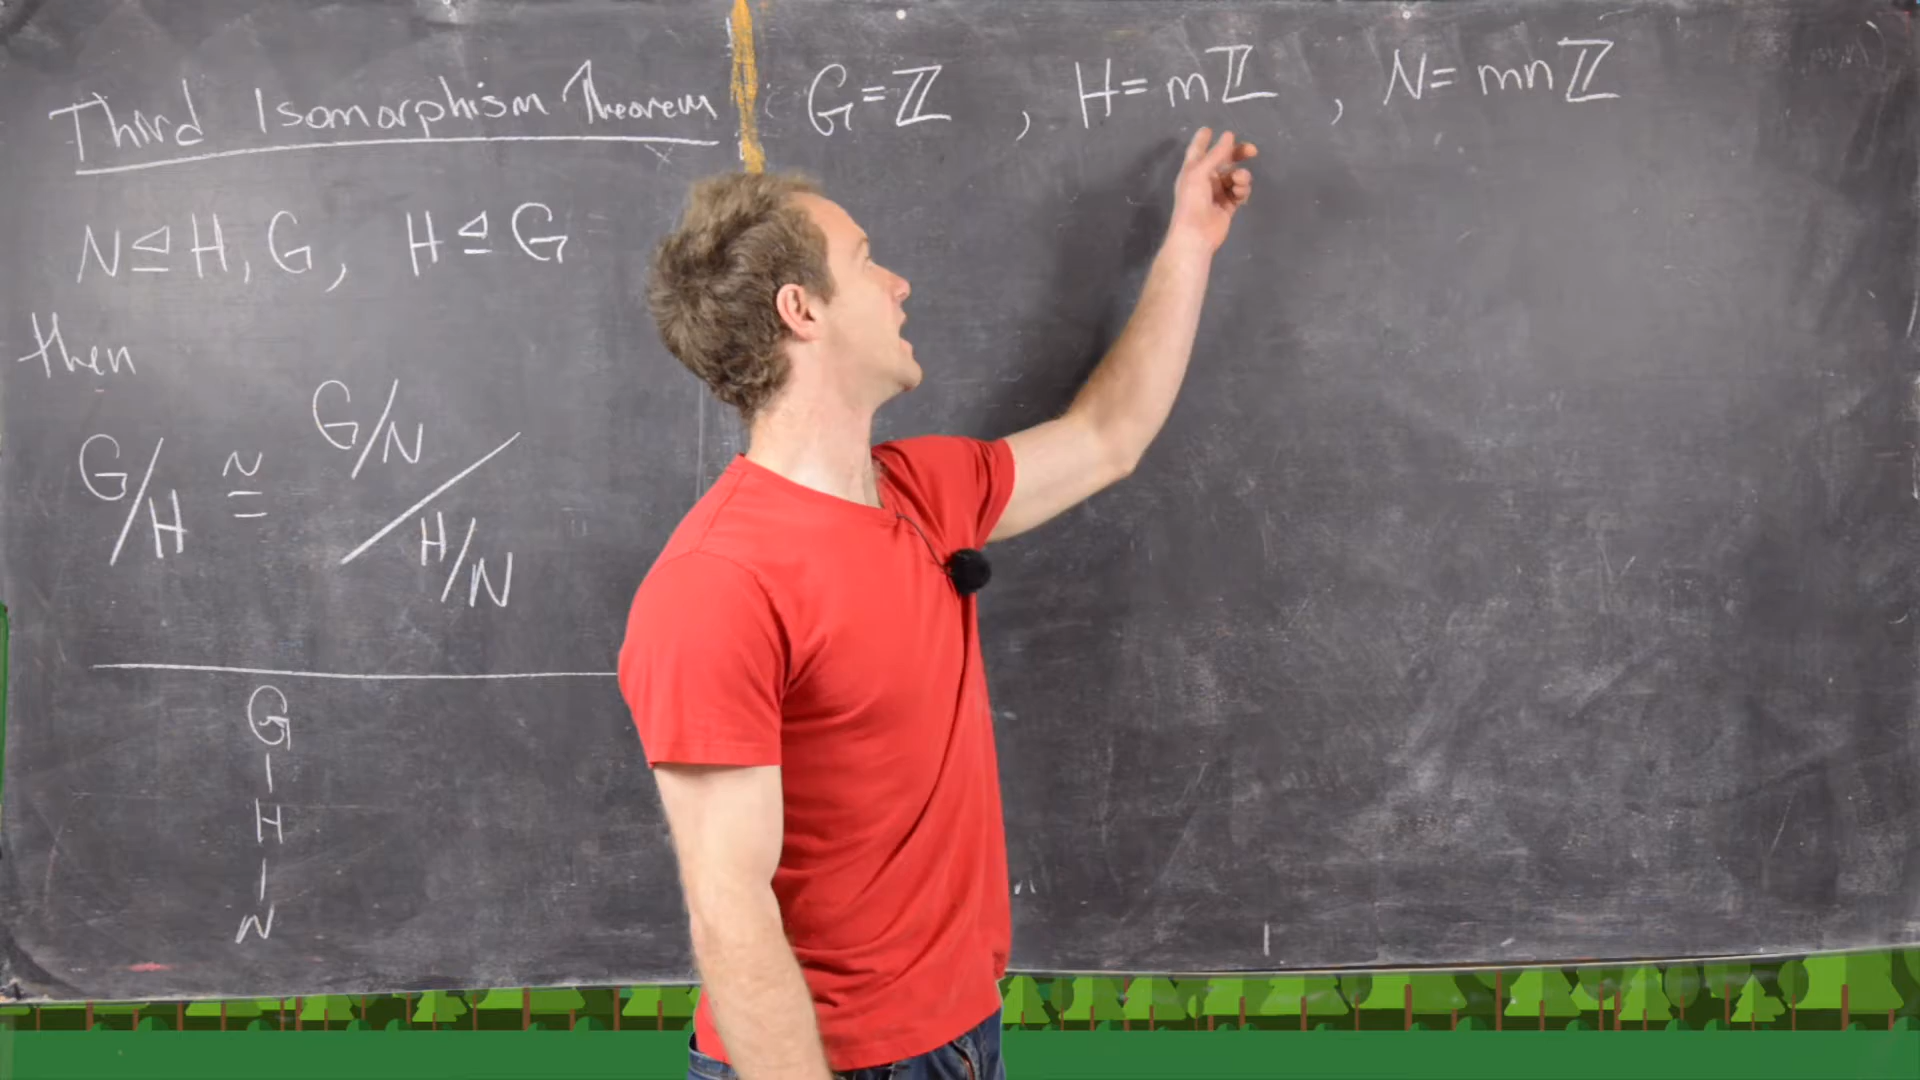 Third Isomorphism Theorem
N ⊴ H, G, H ⊴ G
then
G/H ≅ G/N / H/N
G
H
N
G = ℤ , H = mℤ , N = mnℤ